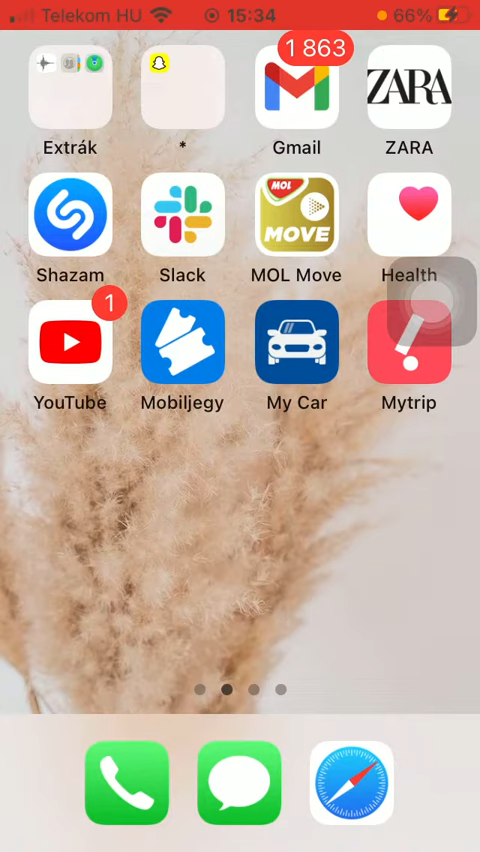 Telekom HU 15:34 66%
1 863
ZARA
Extrák * Gmail ZARA
MOL
MOVE
Shazam Slack MOL Move Health
1
YouTube Mobiljegy My Car Mytrip